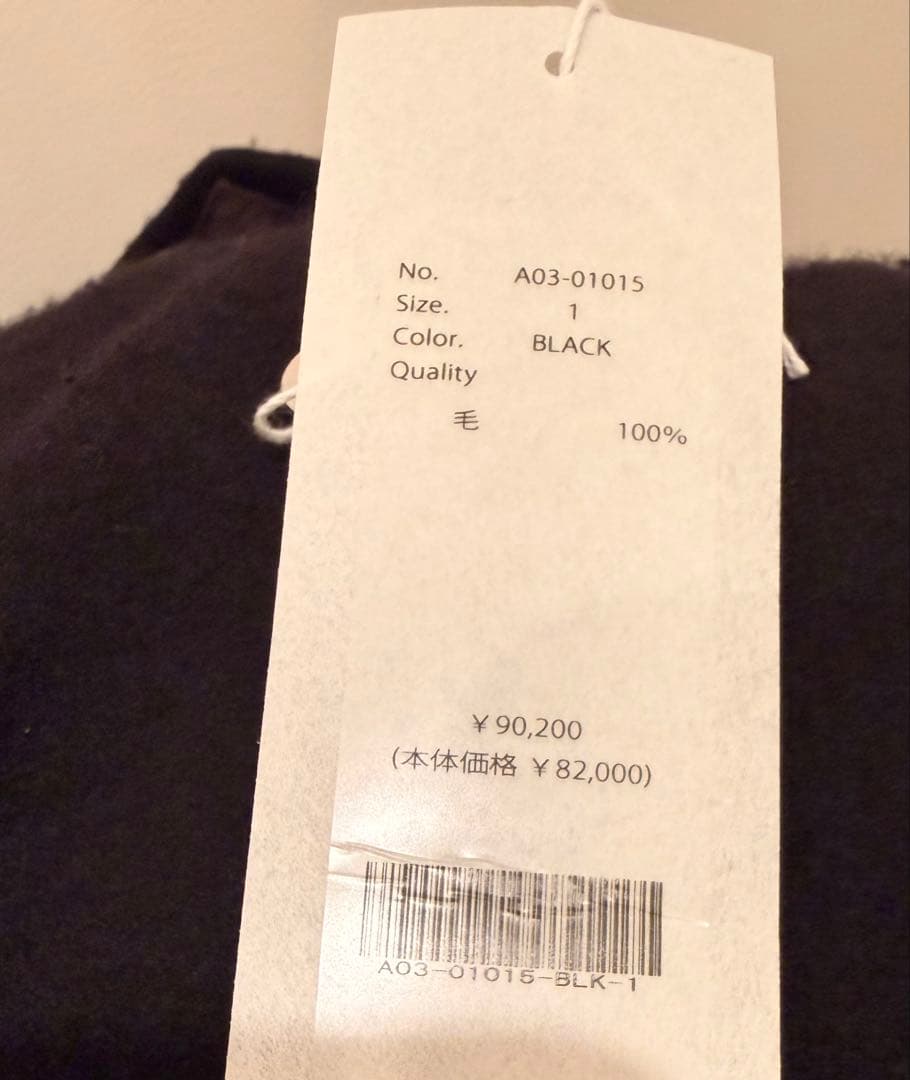 No. A03-01015
Size. 1
Color. BLACK
Quality
毛 100%
¥90,200
(本体価格 ¥82,000)
A03-01015-BLK-1